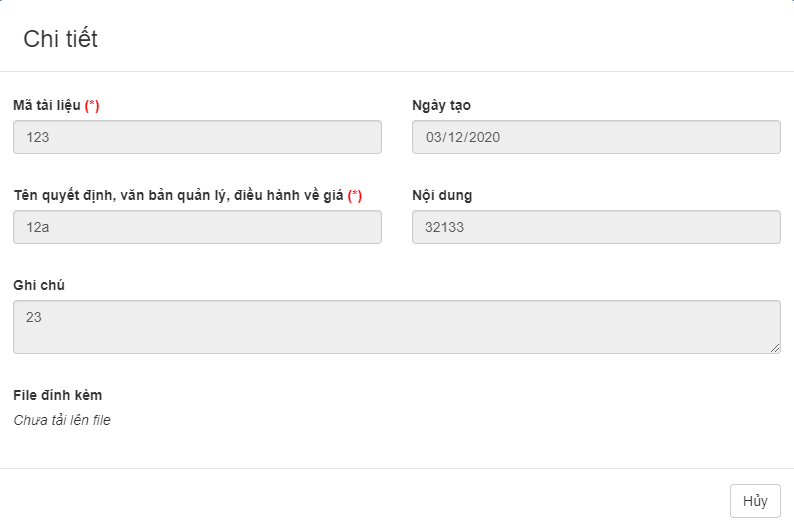 Chi tiết
Mã tài liệu (*)
Ngày tạo
123
03/12/2020
Tên quyết định, văn bản quản lý, điều hành về giá (*)
Nội dung
12a
32133
Ghi chú
23
File đính kèm
Chưa tải lên file
Hủy